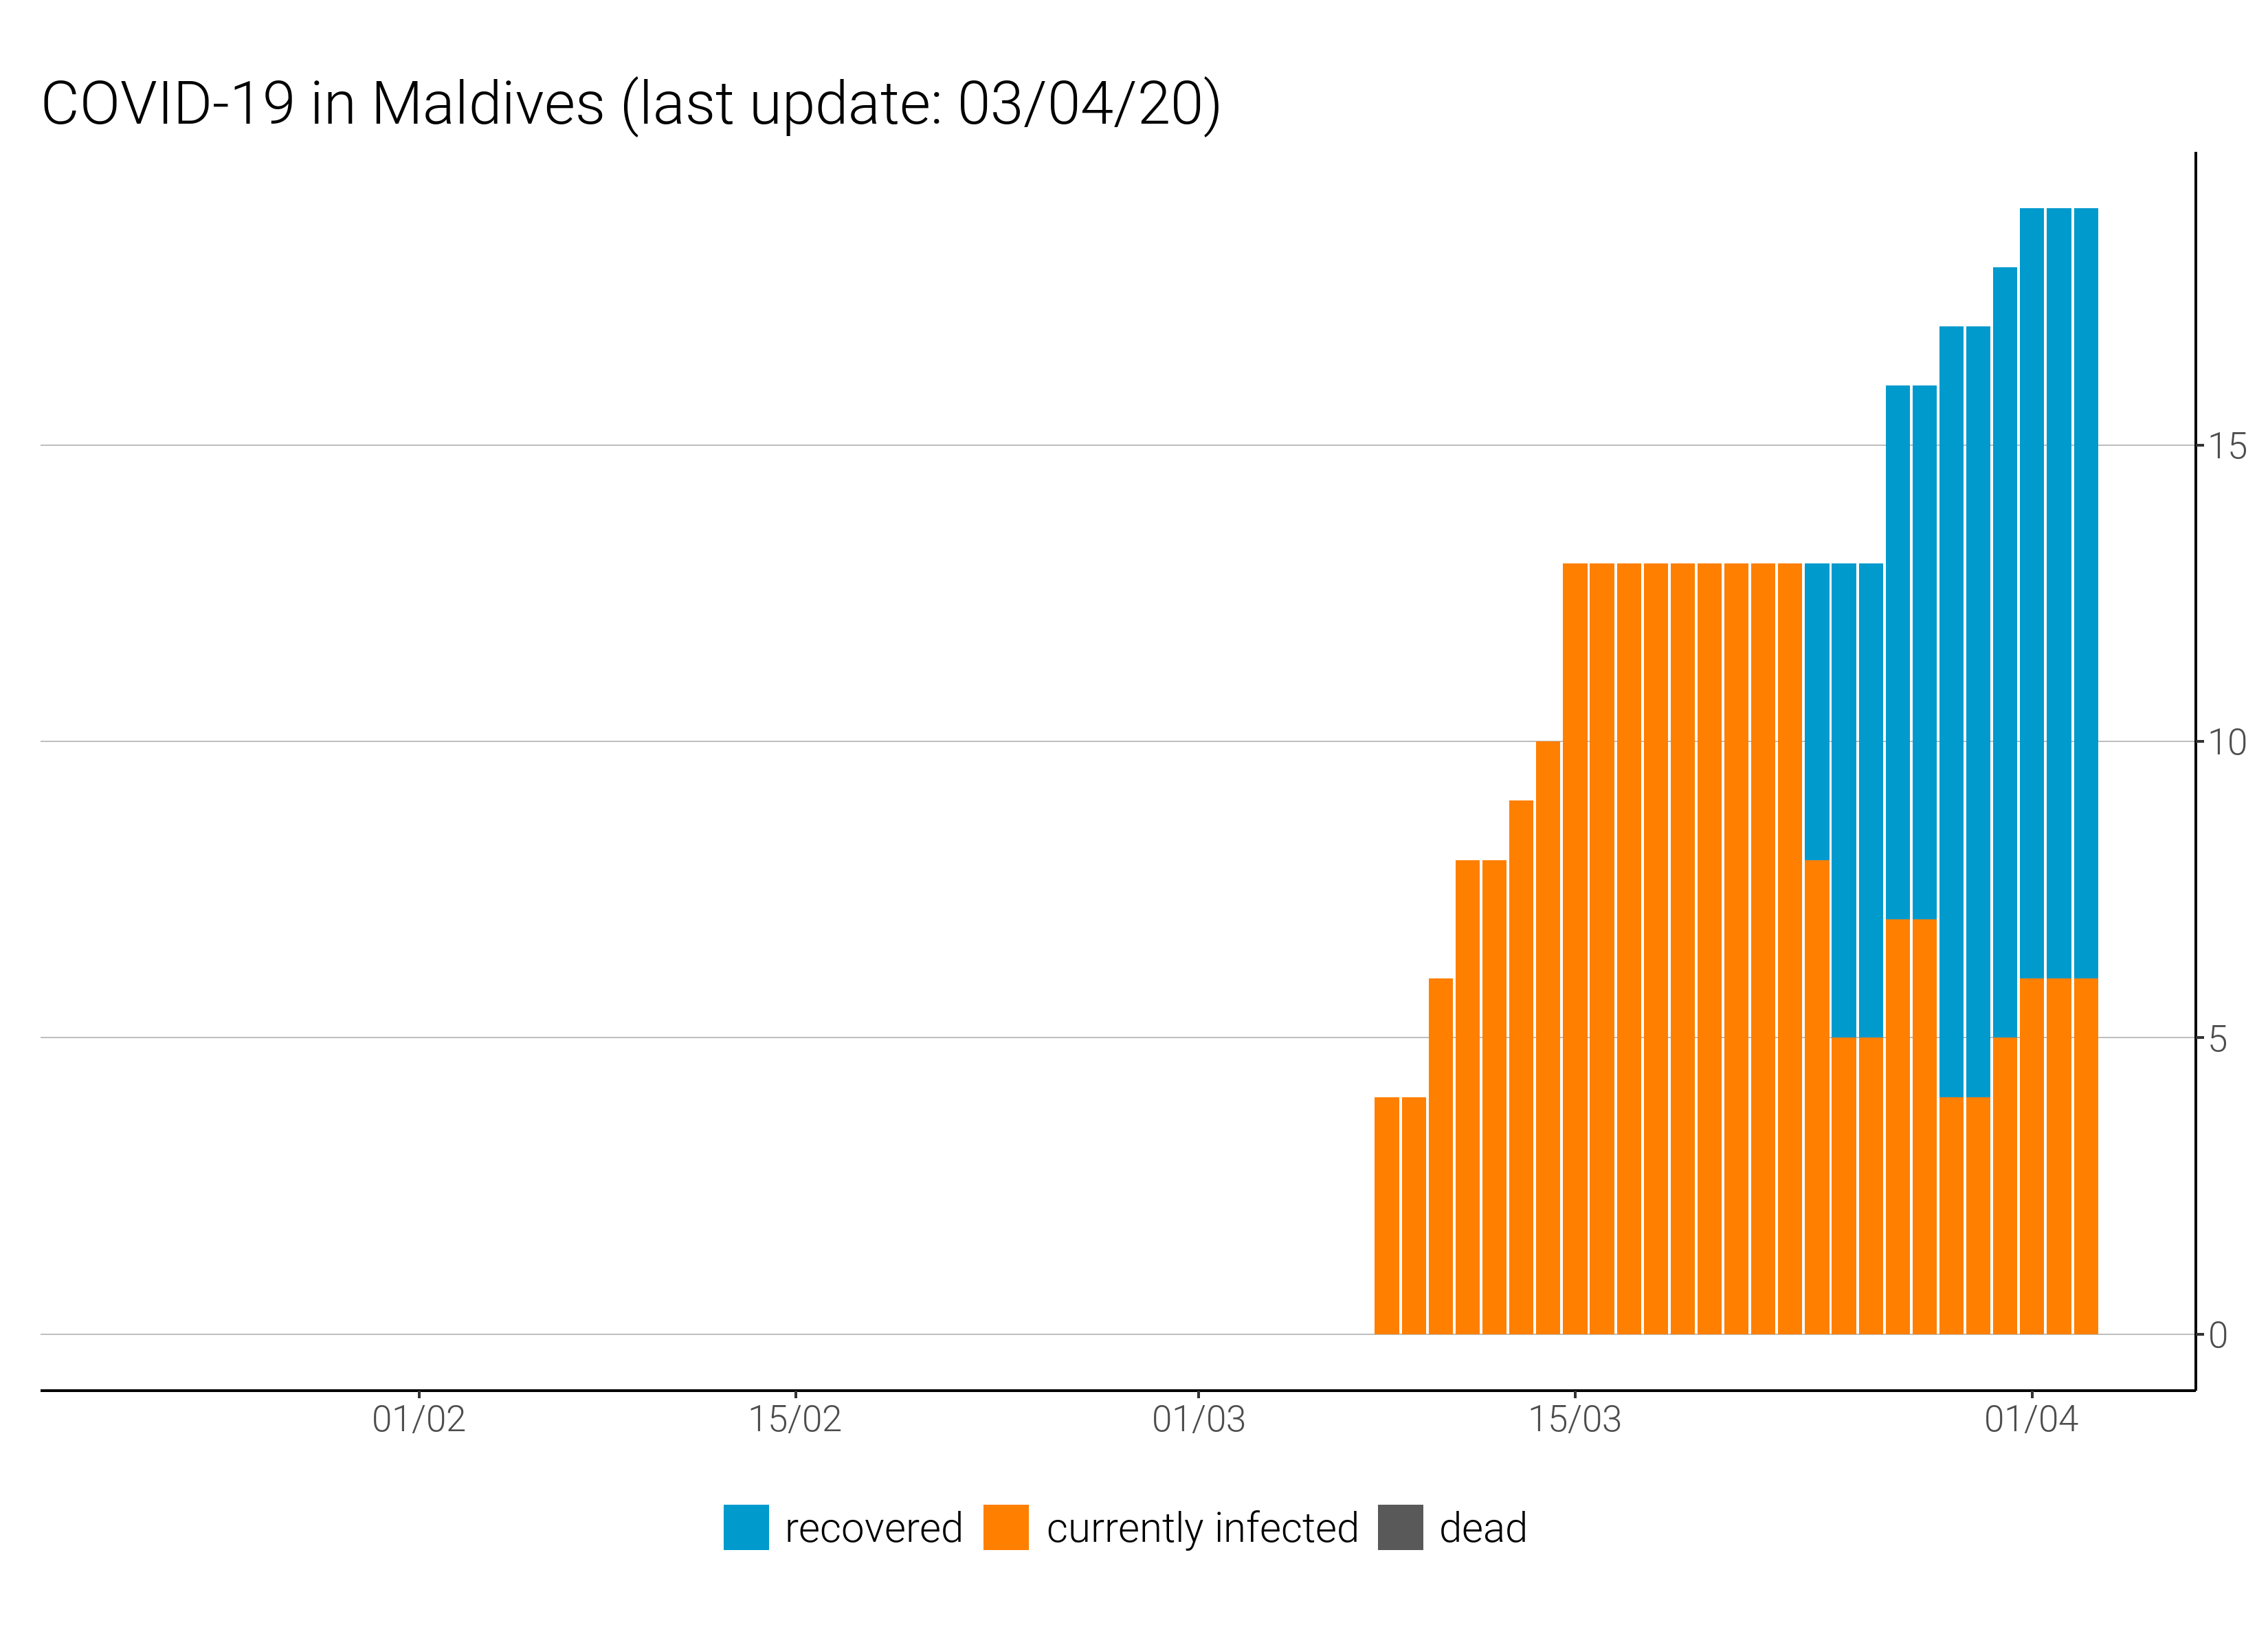 COVID-19 in Maldives (last update: 03/04/20)
15
10
5
0
01/02 15/02 01/03 15/03 01/04
recovered currently infected dead